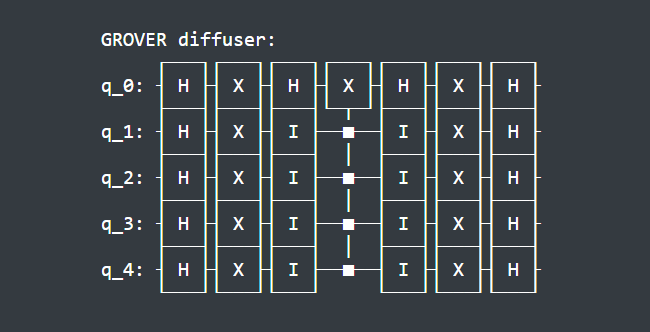 GROVER diffuser:
q_0: H X H X H X H
q_1: H X I I X H
q_2: H X I I X H
q_3: H X I I X H
q_4: H X I I X H